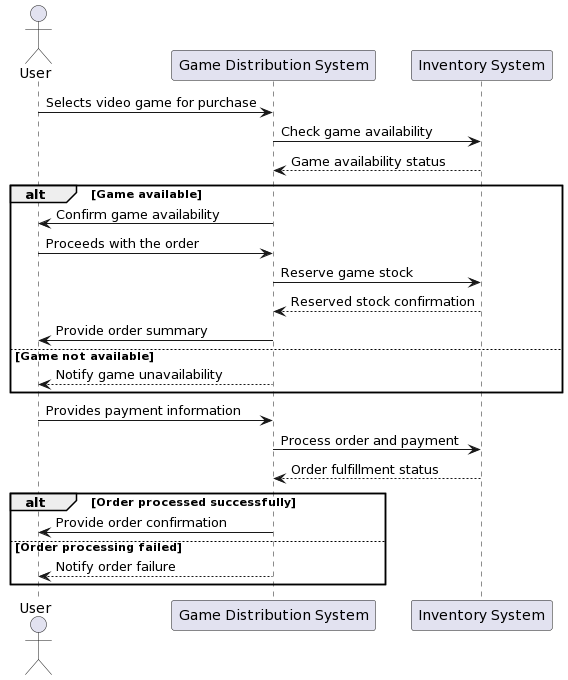 User
Game Distribution System
Inventory System
Selects video game for purchase
Check game availability
Game availability status
alt [Game available]
Confirm game availability
Proceeds with the order
Reserve game stock
Reserved stock confirmation
Provide order summary
[Game not available]
Notify game unavailability
Provides payment information
Process order and payment
Order fulfillment status
alt [Order processed successfully]
Provide order confirmation
[Order processing failed]
Notify order failure
User
Game Distribution System
Inventory System